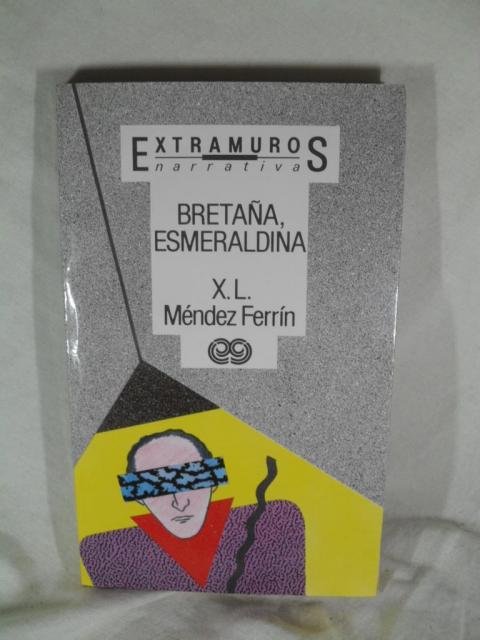 EXTRAMUROS
narrativa
BRETAÑA,
ESMERALDINA
X. L.
Méndez Ferrín